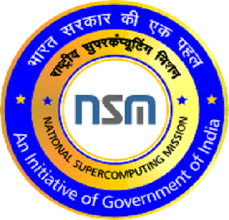 भारत सरकार की एक पहल
राष्ट्रीय सुपरकंप्यूटिंग मिशन
nsm
NATIONAL SUPERCOMPUTING MISSION
An Initiative of Government of India